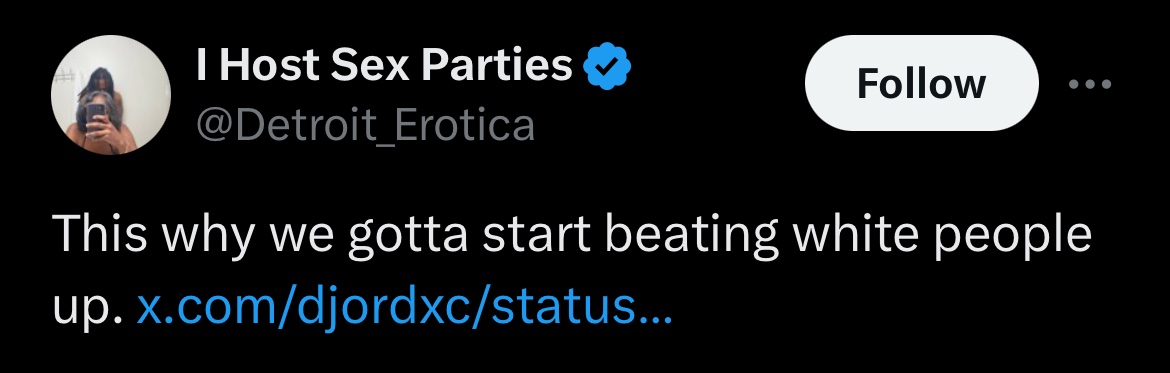 I Host Sex Parties
@Detroit_Erotica
Follow
This why we gotta start beating white people
up. x.com/djordxc/status...